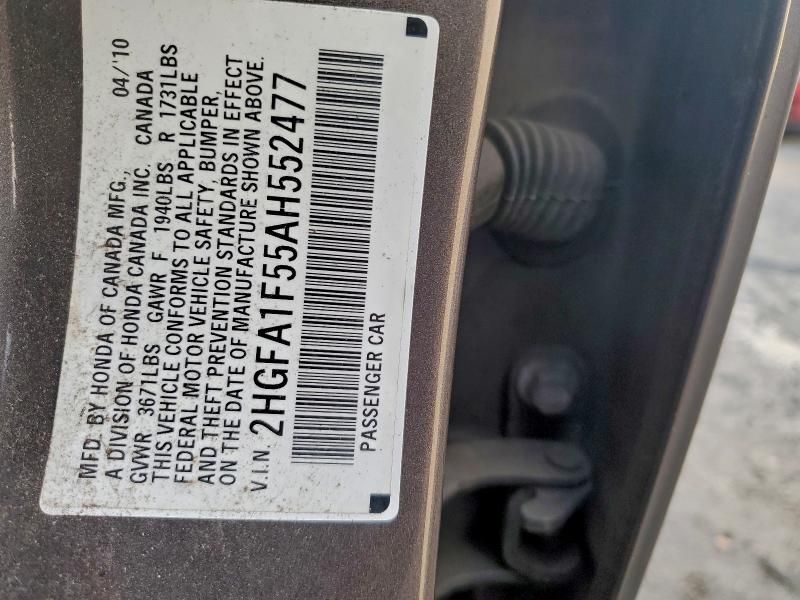 MFD. BY HONDA OF CANADA MFG., 04/'10
A DIVISION OF HONDA CANADA INC. CANADA
GVWR 3671LBS GAWR F 1940LBS R 1731LBS
THIS VEHICLE CONFORMS TO ALL APPLICABLE
FEDERAL MOTOR VEHICLE SAFETY, BUMPER,
AND THEFT PREVENTION STANDARDS IN EFFECT
ON THE DATE OF MANUFACTURE SHOWN ABOVE.
V.I.N 2HGFA1F55AH552477
PASSENGER CAR